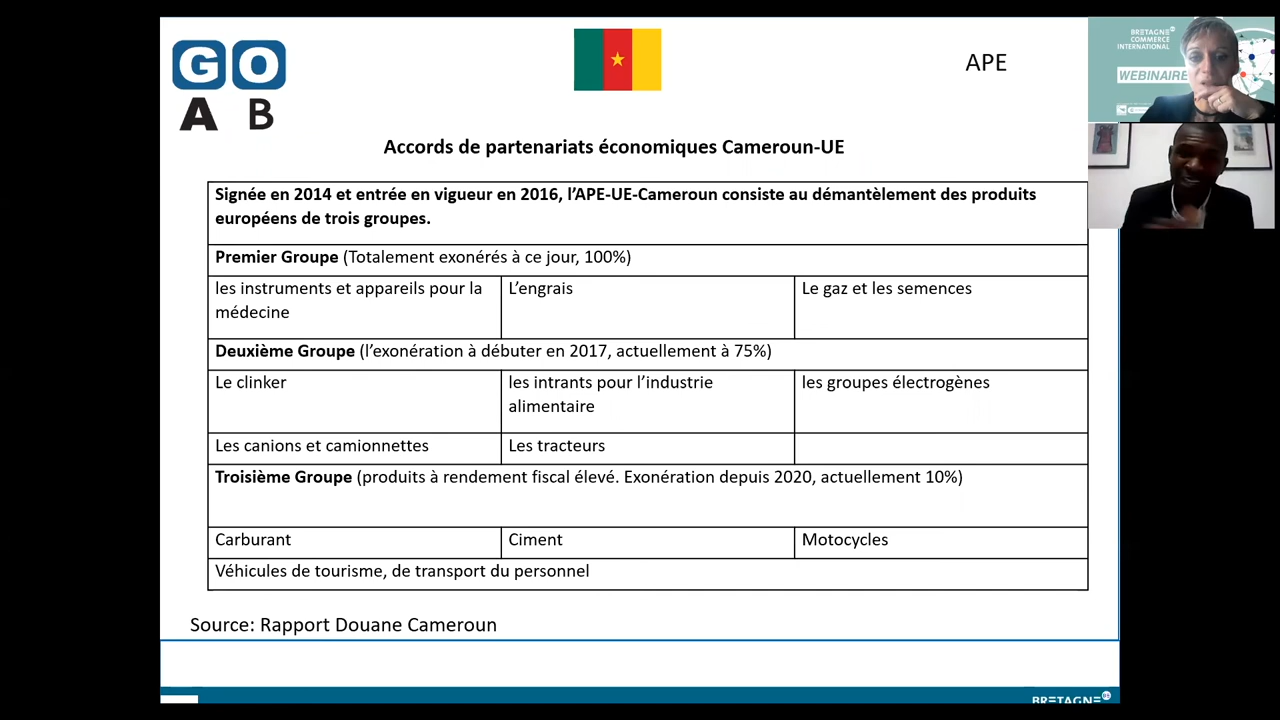 GO
A B
APE
BRETAGNE
COMMERCE
INTERNATIONAL
WEBINAIRE
Accords de partenariats économiques Cameroun-UE
Signée en 2014 et entrée en vigueur en 2016, l’APE-UE-Cameroun consiste au démantèlement des produits
européens de trois groupes.
Premier Groupe (Totalement exonérés à ce jour, 100%)
les instruments et appareils pour la
médecine
L’engrais
Le gaz et les semences
Deuxième Groupe (l’exonération à débuter en 2017, actuellement à 75%)
Le clinker
les intrants pour l’industrie
alimentaire
les groupes électrogènes
Les canions et camionnettes
Les tracteurs
Troisième Groupe (produits à rendement fiscal élevé. Exonération depuis 2020, actuellement 10%)
Carburant
Ciment
Motocycles
Véhicules de tourisme, de transport du personnel
Source: Rapport Douane Cameroun
BRETAGNE